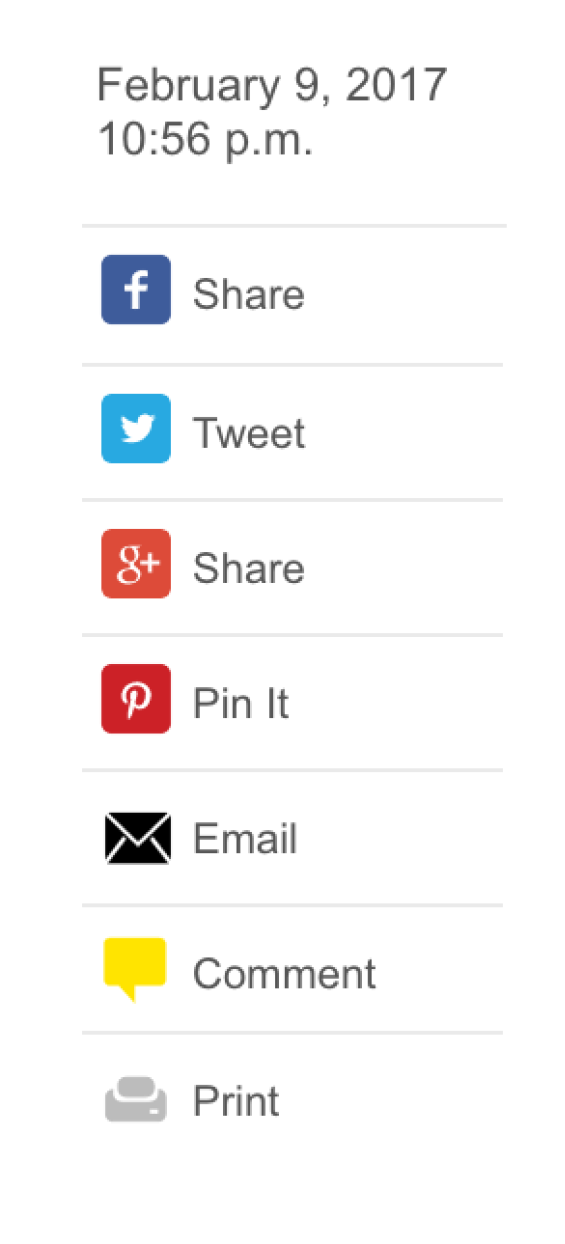 February 9, 2017
10:56 p.m.
f Share
Tweet
g+ Share
p Pin It
Email
Comment
Print